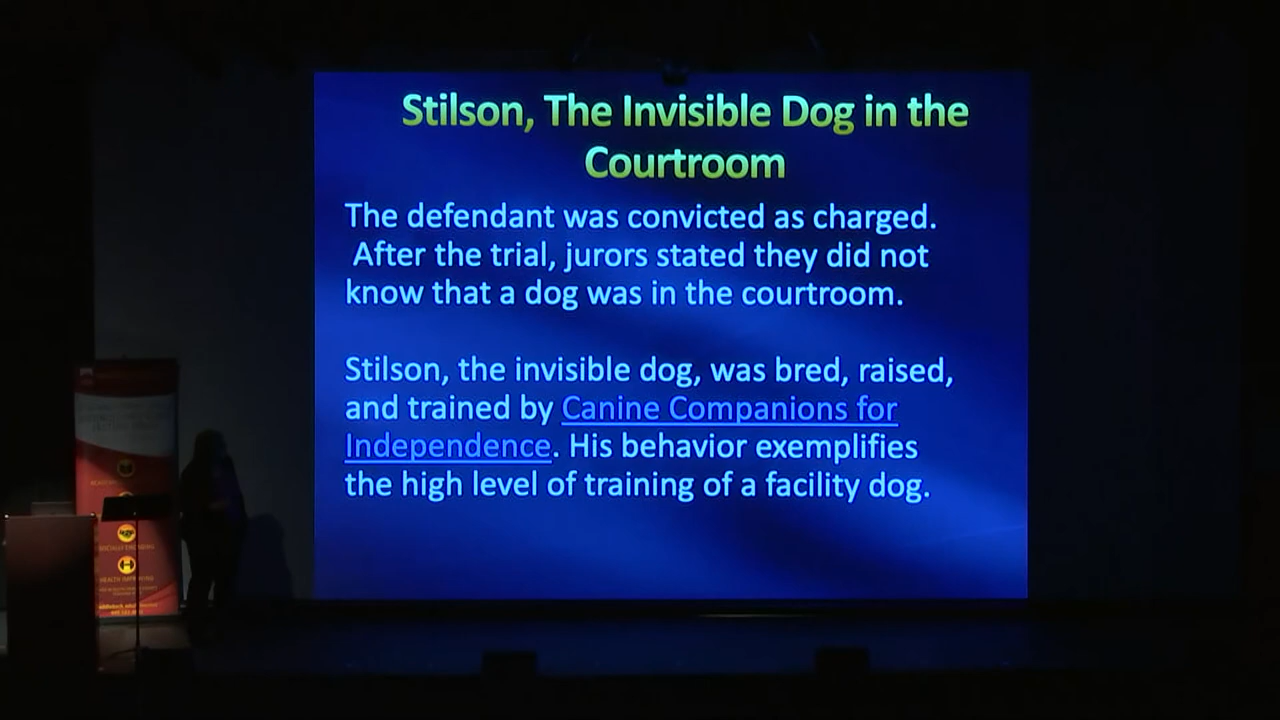 Stilson, The Invisible Dog in the
Courtroom
The defendant was convicted as charged.
After the trial, jurors stated they did not
know that a dog was in the courtroom.
Stilson, the invisible dog, was bred, raised,
and trained by Canine Companions for
Independence. His behavior exemplifies
the high level of training of a facility dog.
HEALTH IMPROVING